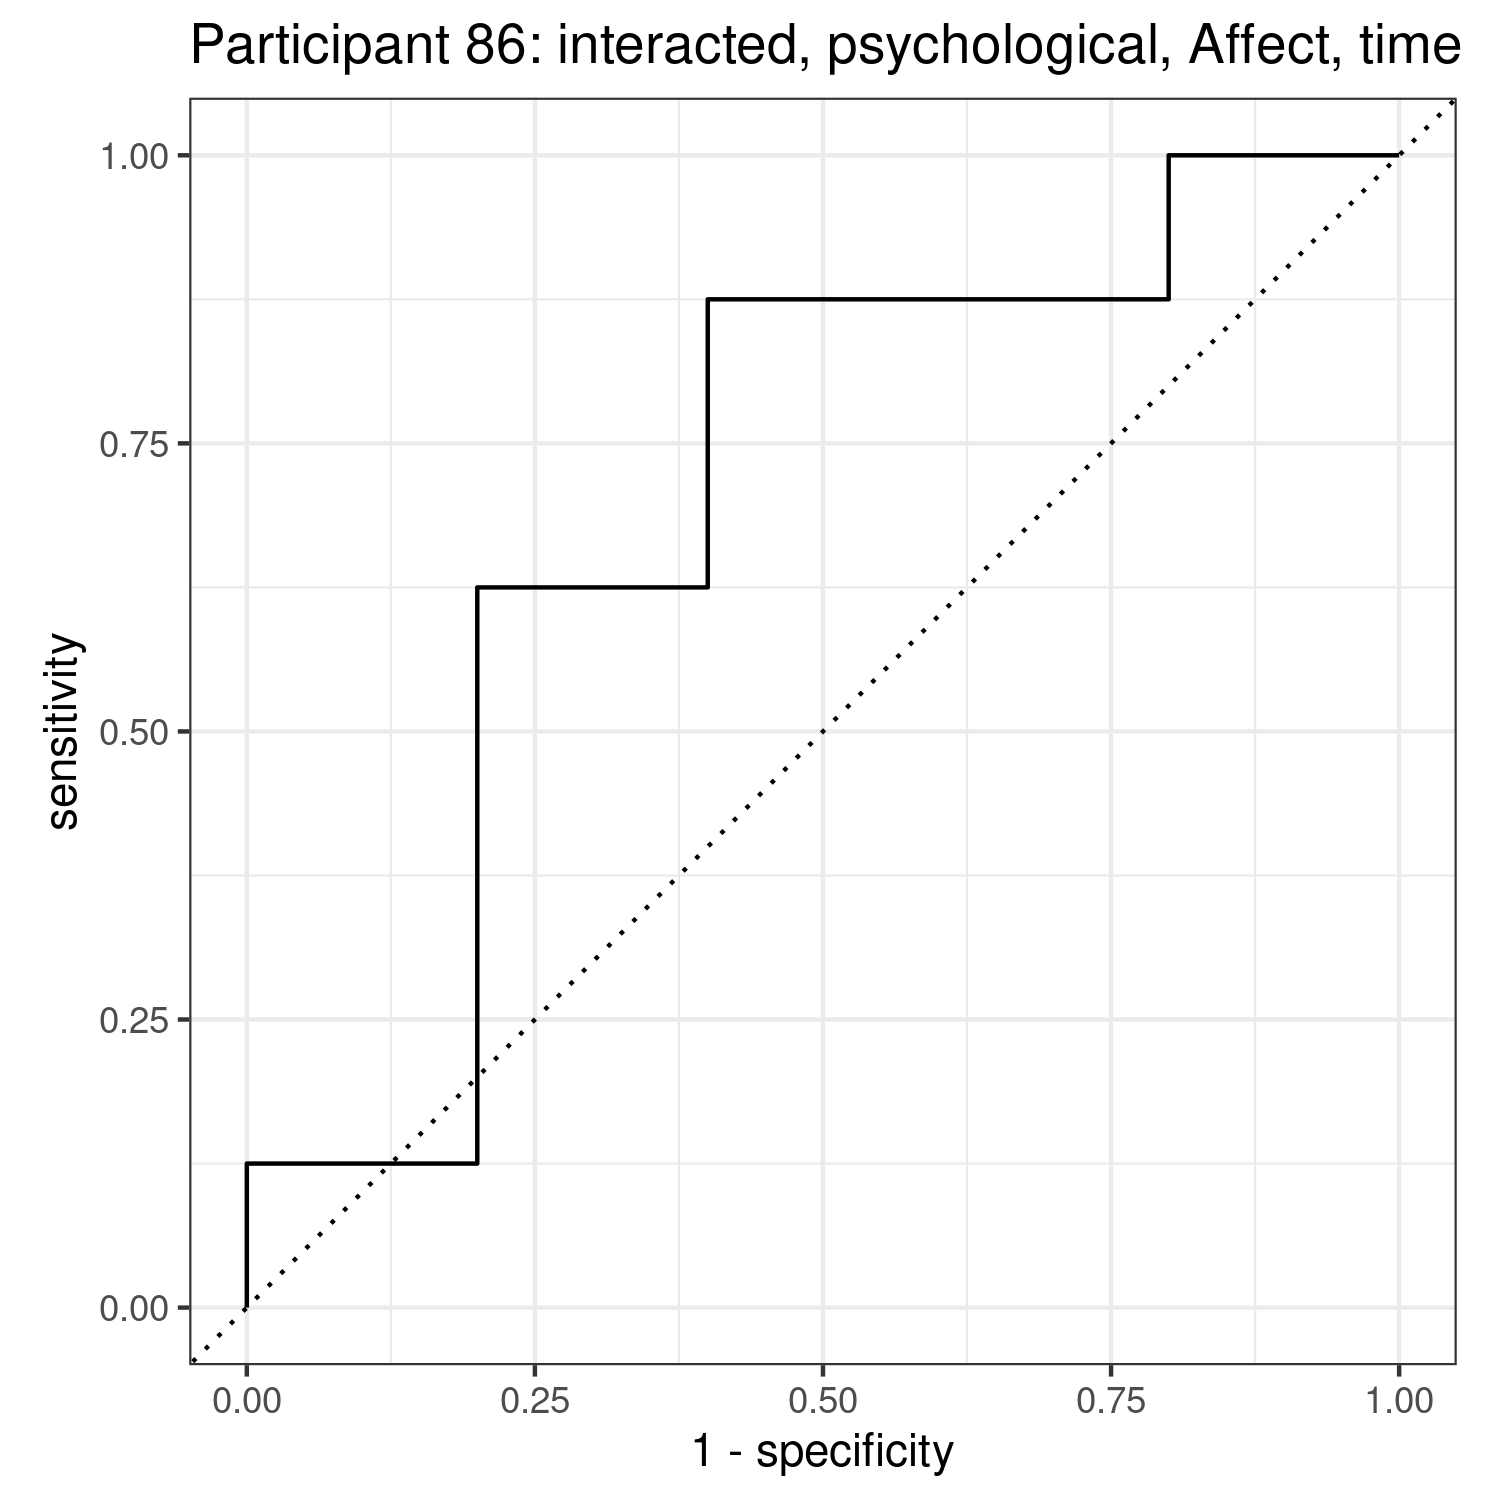 Participant 86: interacted, psychological, Affect, time
1.00
0.75
0.50
0.25
0.00
sensitivity
0.00 0.25 0.50 0.75 1.00
1 - specificity